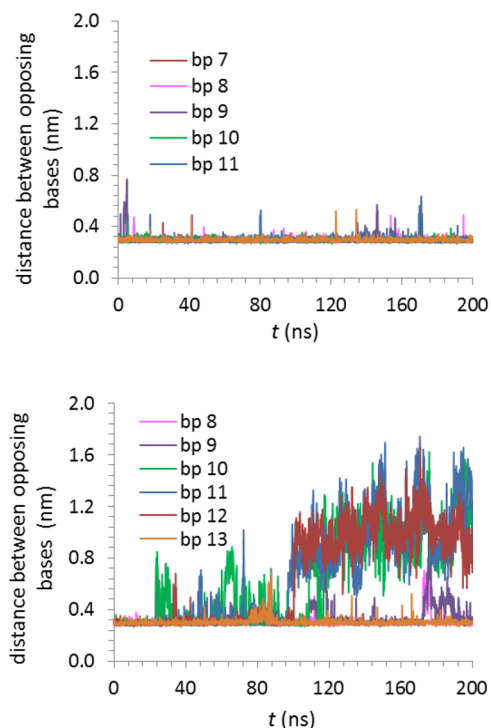 distance between opposing
bases (nm)
2.0
1.6
1.2
0.8
0.4
0.0
bp 7
bp 8
bp 9
bp 10
bp 11
0 40 80 120 160 200
t (ns)
distance between opposing
bases (nm)
2.0
1.6
1.2
0.8
0.4
0.0
bp 8
bp 9
bp 10
bp 11
bp 12
bp 13
0 40 80 120 160 200
t (ns)